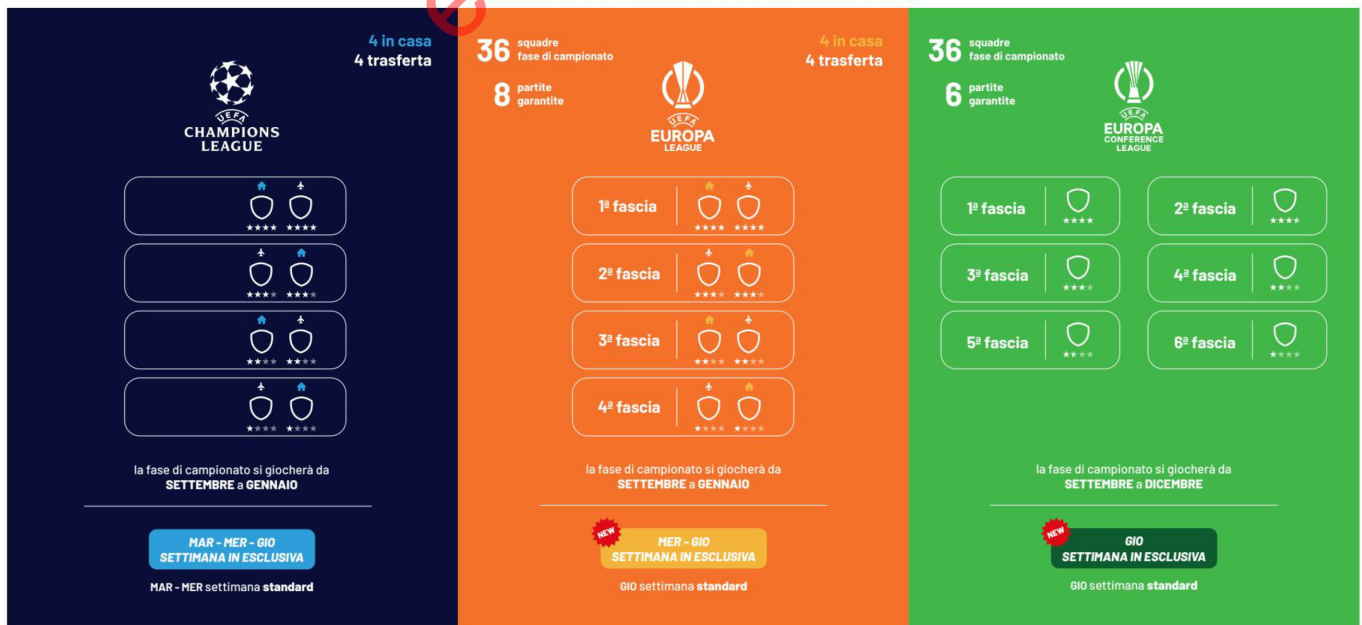 4 in casa
4 trasferta
UEFA
CHAMPIONS
LEAGUE
la fase di campionato si giocherà da
SETTEMBRE a GENNAIO
MAR - MER - GIO
SETTIMANA IN ESCLUSIVA
MAR - MER settimana standard
36 squadre
fase di campionato
8 partite
garantite
4 in casa
4 trasferta
UEFA
EUROPA
LEAGUE
1ª fascia
2ª fascia
3ª fascia
4ª fascia
la fase di campionato si giocherà da
SETTEMBRE a GENNAIO
NEW
MER - GIO
SETTIMANA IN ESCLUSIVA
GIO settimana standard
36 squadre
fase di campionato
6 partite
garantite
UEFA
EUROPA
CONFERENCE
LEAGUE
1ª fascia
2ª fascia
3ª fascia
4ª fascia
5ª fascia
6ª fascia
la fase di campionato si giocherà da
SETTEMBRE a DICEMBRE
NEW
GIO
SETTIMANA IN ESCLUSIVA
GIO settimana standard